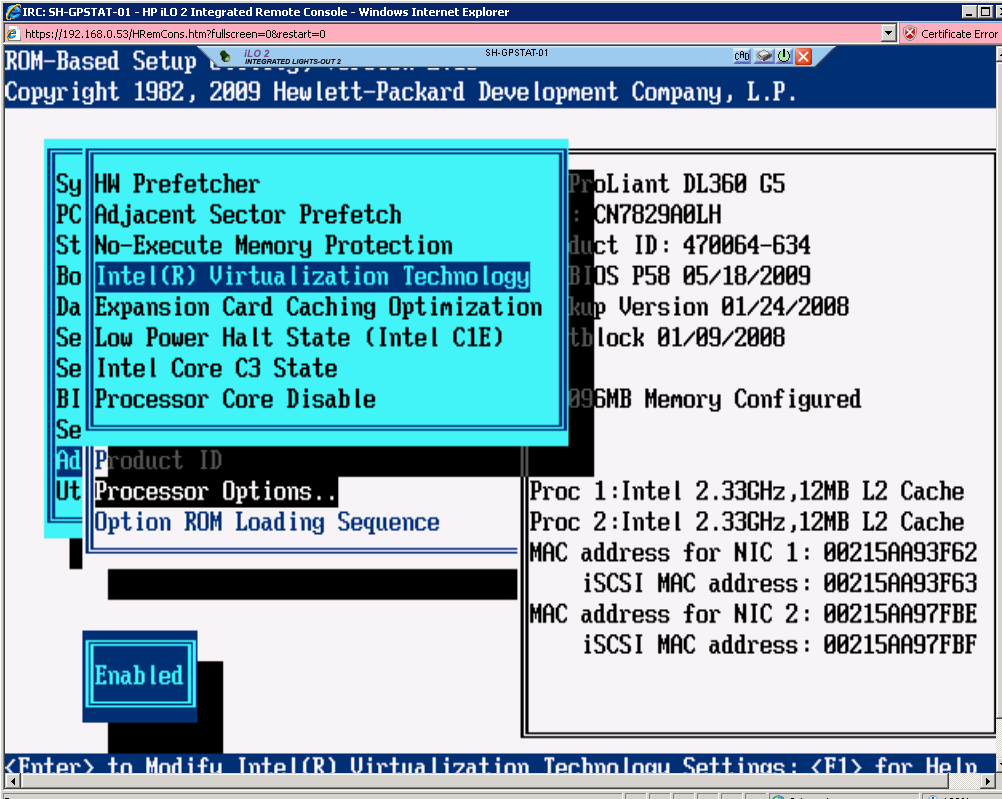 IRC: SH-GPSTAT-01 - HP iLO 2 Integrated Remote Console - Windows Internet Explorer
https://192.168.0.53/HRemCons.htm?fullscreen=0&restart=0
Certificate Error
iLO 2
INTEGRATED LIGHTS-OUT 2
SH-GPSTAT-01
CAD
ROM-Based Setup
Copyright 1982, 2009 Hewlett-Packard Development Company, L.P.
Sy HW Prefetcher ProLiant DL360 G5
PC Adjacent Sector Prefetch : CN7829A0LH
St No-Execute Memory Protection duct ID: 470064-634
Bo Intel(R) Virtualization Technology BIOS P58 05/18/2009
Da Expansion Card Caching Optimization kup Version 01/24/2008
Se Low Power Halt State (Intel C1E) tblock 01/09/2008
Se Intel Core C3 State
BI Processor Core Disable 096MB Memory Configured
Se
Ad Product ID
Ut Processor Options.. Proc 1:Intel 2.33GHz,12MB L2 Cache
Option ROM Loading Sequence Proc 2:Intel 2.33GHz,12MB L2 Cache
MAC address for NIC 1: 00215AA93F62
iSCSI MAC address: 00215AA93F63
MAC address for NIC 2: 00215AA97FBE
iSCSI MAC address: 00215AA97FBF
Enabled
<Enter> to Modify Intel(R) Virtualization Technology Settings; <F1> for Help